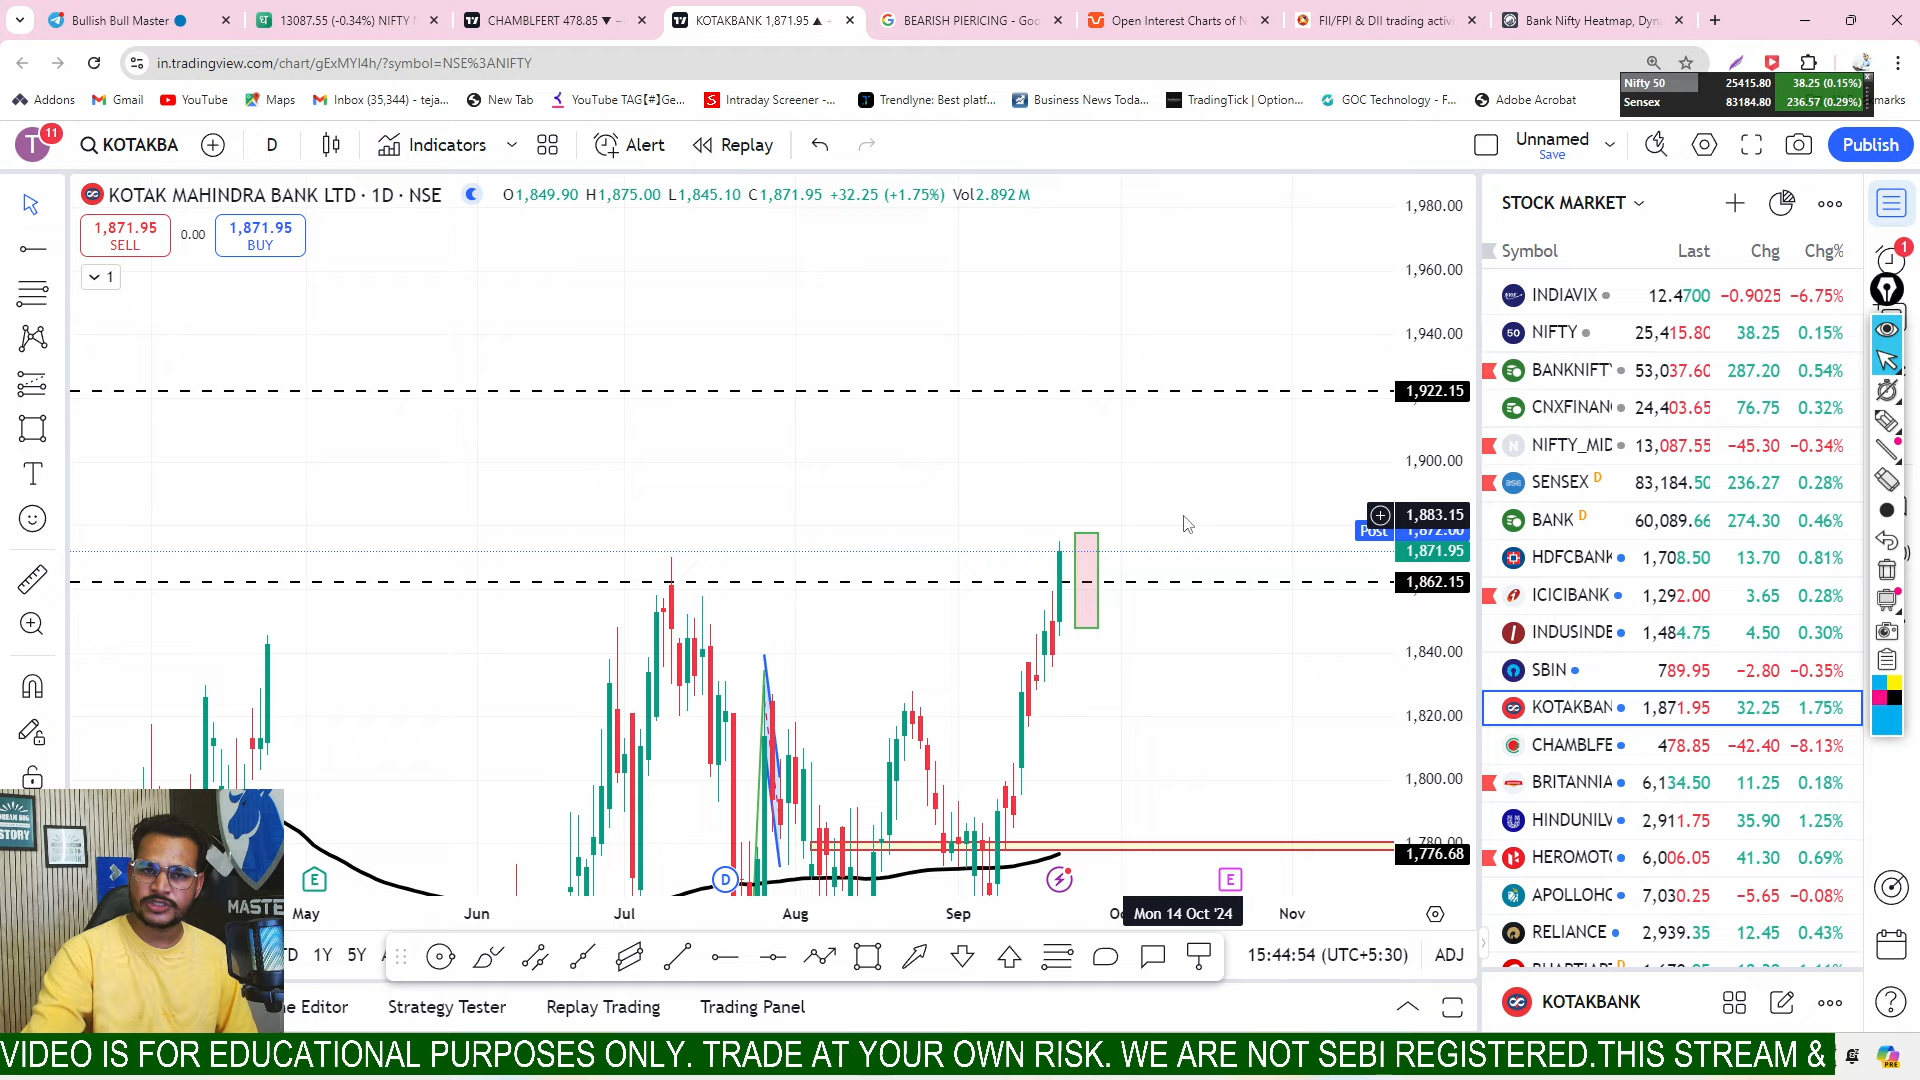 Bullish Bull Master
13087.55 (-0.34%) NIFTY
CHAMBLFERT 478.85 ▼
KOTAKBANK 1,871.95 ▲
BEARISH PIERICING - Goo
Open Interest Charts of N
FII/FPI & DII trading activi
Bank Nifty Heatmap, Dyna
in.tradingview.com/chart/gExMYI4h/?symbol=NSE%3ANIFTY
Addons
Gmail
YouTube
Maps
Inbox (35,344) - teja...
New Tab
YouTube TAG【#】Ge...
Intraday Screener -...
Trendlyne: Best platf...
Business News Toda...
TradingTick | Option...
GOC Technology - F...
Adobe Acrobat
Nifty 50 25415.80 38.25 (0.15%)
Sensex 83184.80 236.57 (0.29%)
T 11
KOTAKBA
D
Indicators
Alert
Replay
Unnamed
Save
Publish
KOTAK MAHINDRA BANK LTD · 1D · NSE
O1,849.90 H1,875.00 L1,845.10 C1,871.95 +32.25 (+1.75%) Vol2.892 M
1,871.95
SELL
0.00
1,871.95
BUY
1
1,980.00
1,960.00
1,940.00
1,922.15
1,900.00
1,883.15
Post 1,872.00
1,871.95
1,862.15
1,840.00
1,820.00
1,800.00
1,780.00
1,776.68
E
D
E
May
Jun
Jul
Aug
Sep
Mon 14 Oct '24
Nov
STOCK MARKET
Symbol Last Chg Chg%
INDIAVIX 12.4700 −0.9025 −6.75%
NIFTY 25,415.80 38.25 0.15%
BANKNIFTY 53,037.60 287.20 0.54%
CNXFINAN 24,403.65 76.75 0.32%
NIFTY_MID 13,087.55 −45.30 −0.34%
SENSEX D 83,184.50 236.27 0.28%
BANK D 60,089.66 274.30 0.46%
HDFCBANK 1,708.50 13.70 0.81%
ICICIBANK 1,292.00 3.65 0.28%
INDUSINDB 1,484.75 4.50 0.30%
SBIN 789.95 −2.80 −0.35%
KOTAKBAN 1,871.95 32.25 1.75%
CHAMBLFE 478.85 −42.40 −8.13%
BRITANNIA 6,134.50 11.25 0.18%
HINDUNILV 2,911.75 35.90 1.25%
HEROMOTO 6,006.05 41.30 0.69%
APOLLOHO 7,030.25 −5.65 −0.08%
RELIANCE 2,939.35 12.45 0.43%
KOTAKBANK
1Y
5Y
15:44:54 (UTC+5:30)
ADJ
ne Editor
Strategy Tester
Replay Trading
Trading Panel
DREAM BIG
STORY
MASTE
VIDEO IS FOR EDUCATIONAL PURPOSES ONLY. TRADE AT YOUR OWN RISK. WE ARE NOT SEBI REGISTERED.THIS STREAM &